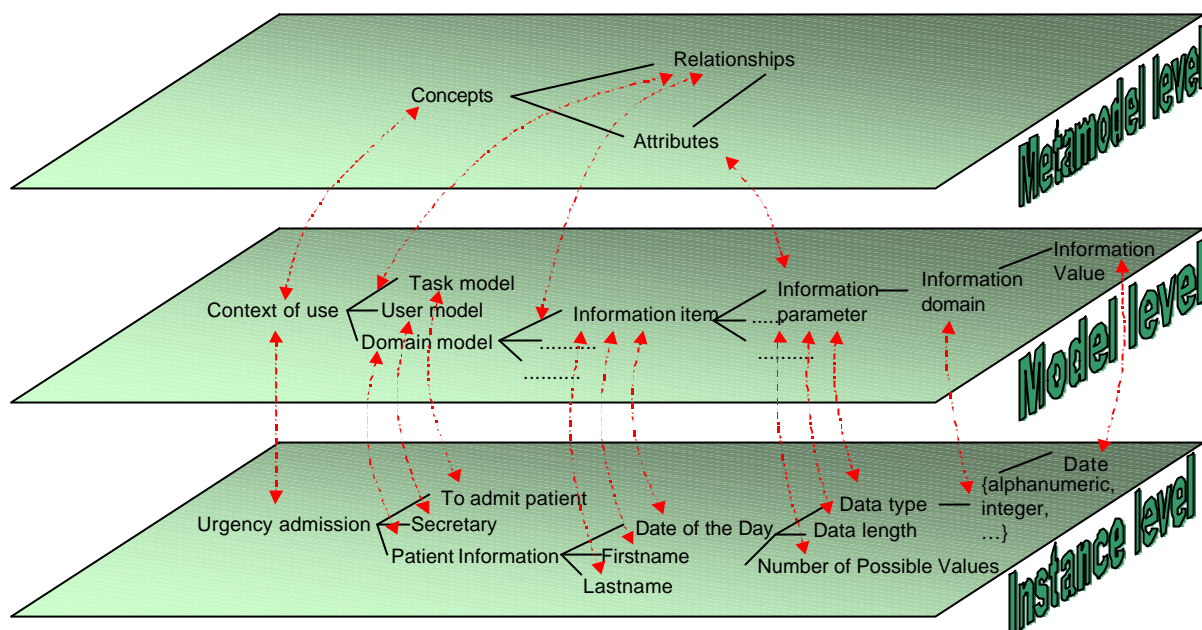 Relationships
Concepts
Attributes
Metamodel level
Task model
Context of use
User model
Domain model
Information item
..........
..........
Information
parameter
.....
..........
Information
domain
Information
Value
Model level
To admit patient
Urgency admission
Secretary
Patient Information
Date of the Day
Firstname
Lastname
Data type
Data length
Number of Possible Values
Date
{alphanumeric,
integer,
…}
Instance level